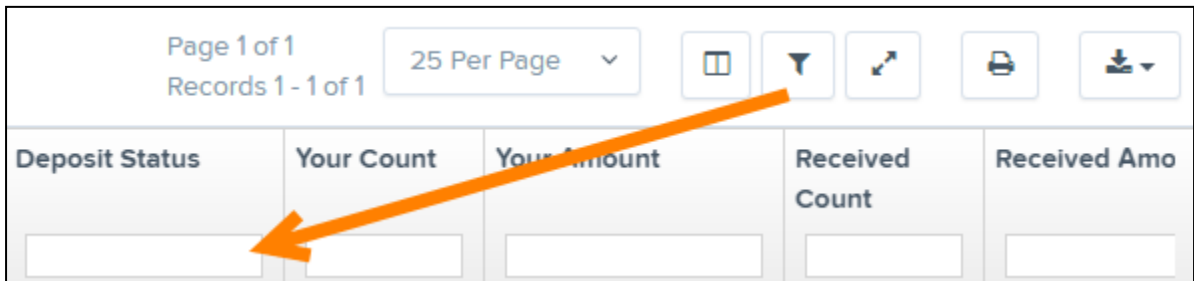 Page 1 of 1
Records 1 - 1 of 1
25 Per Page
Deposit Status
Your Count
Your Amount
Received
Count
Received Amo